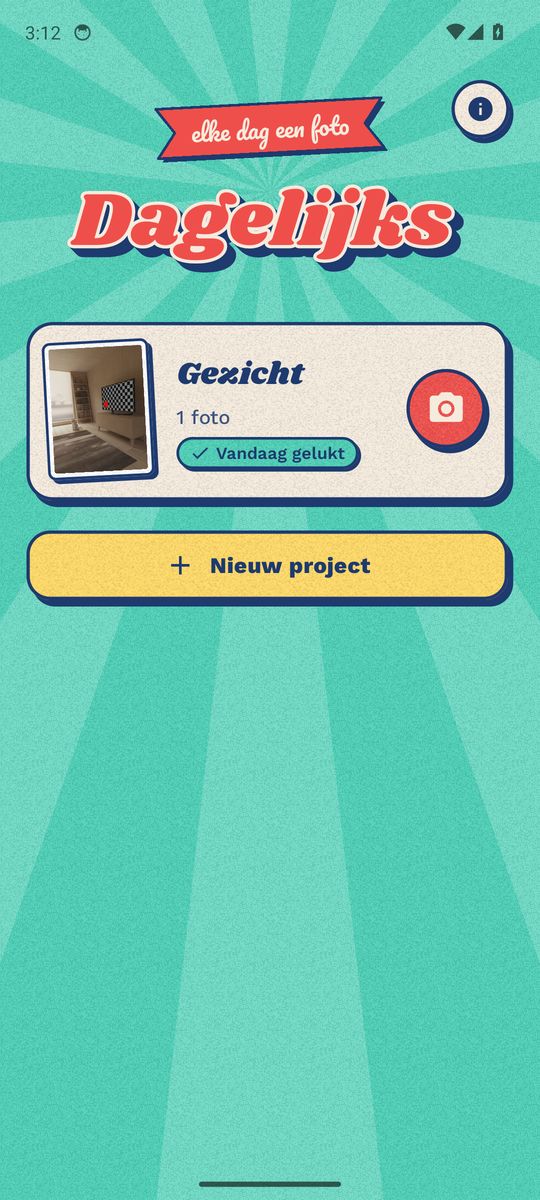 3:12
elke dag een foto
Dagelijks
Gezicht
1 foto
Vandaag gelukt
Nieuw project